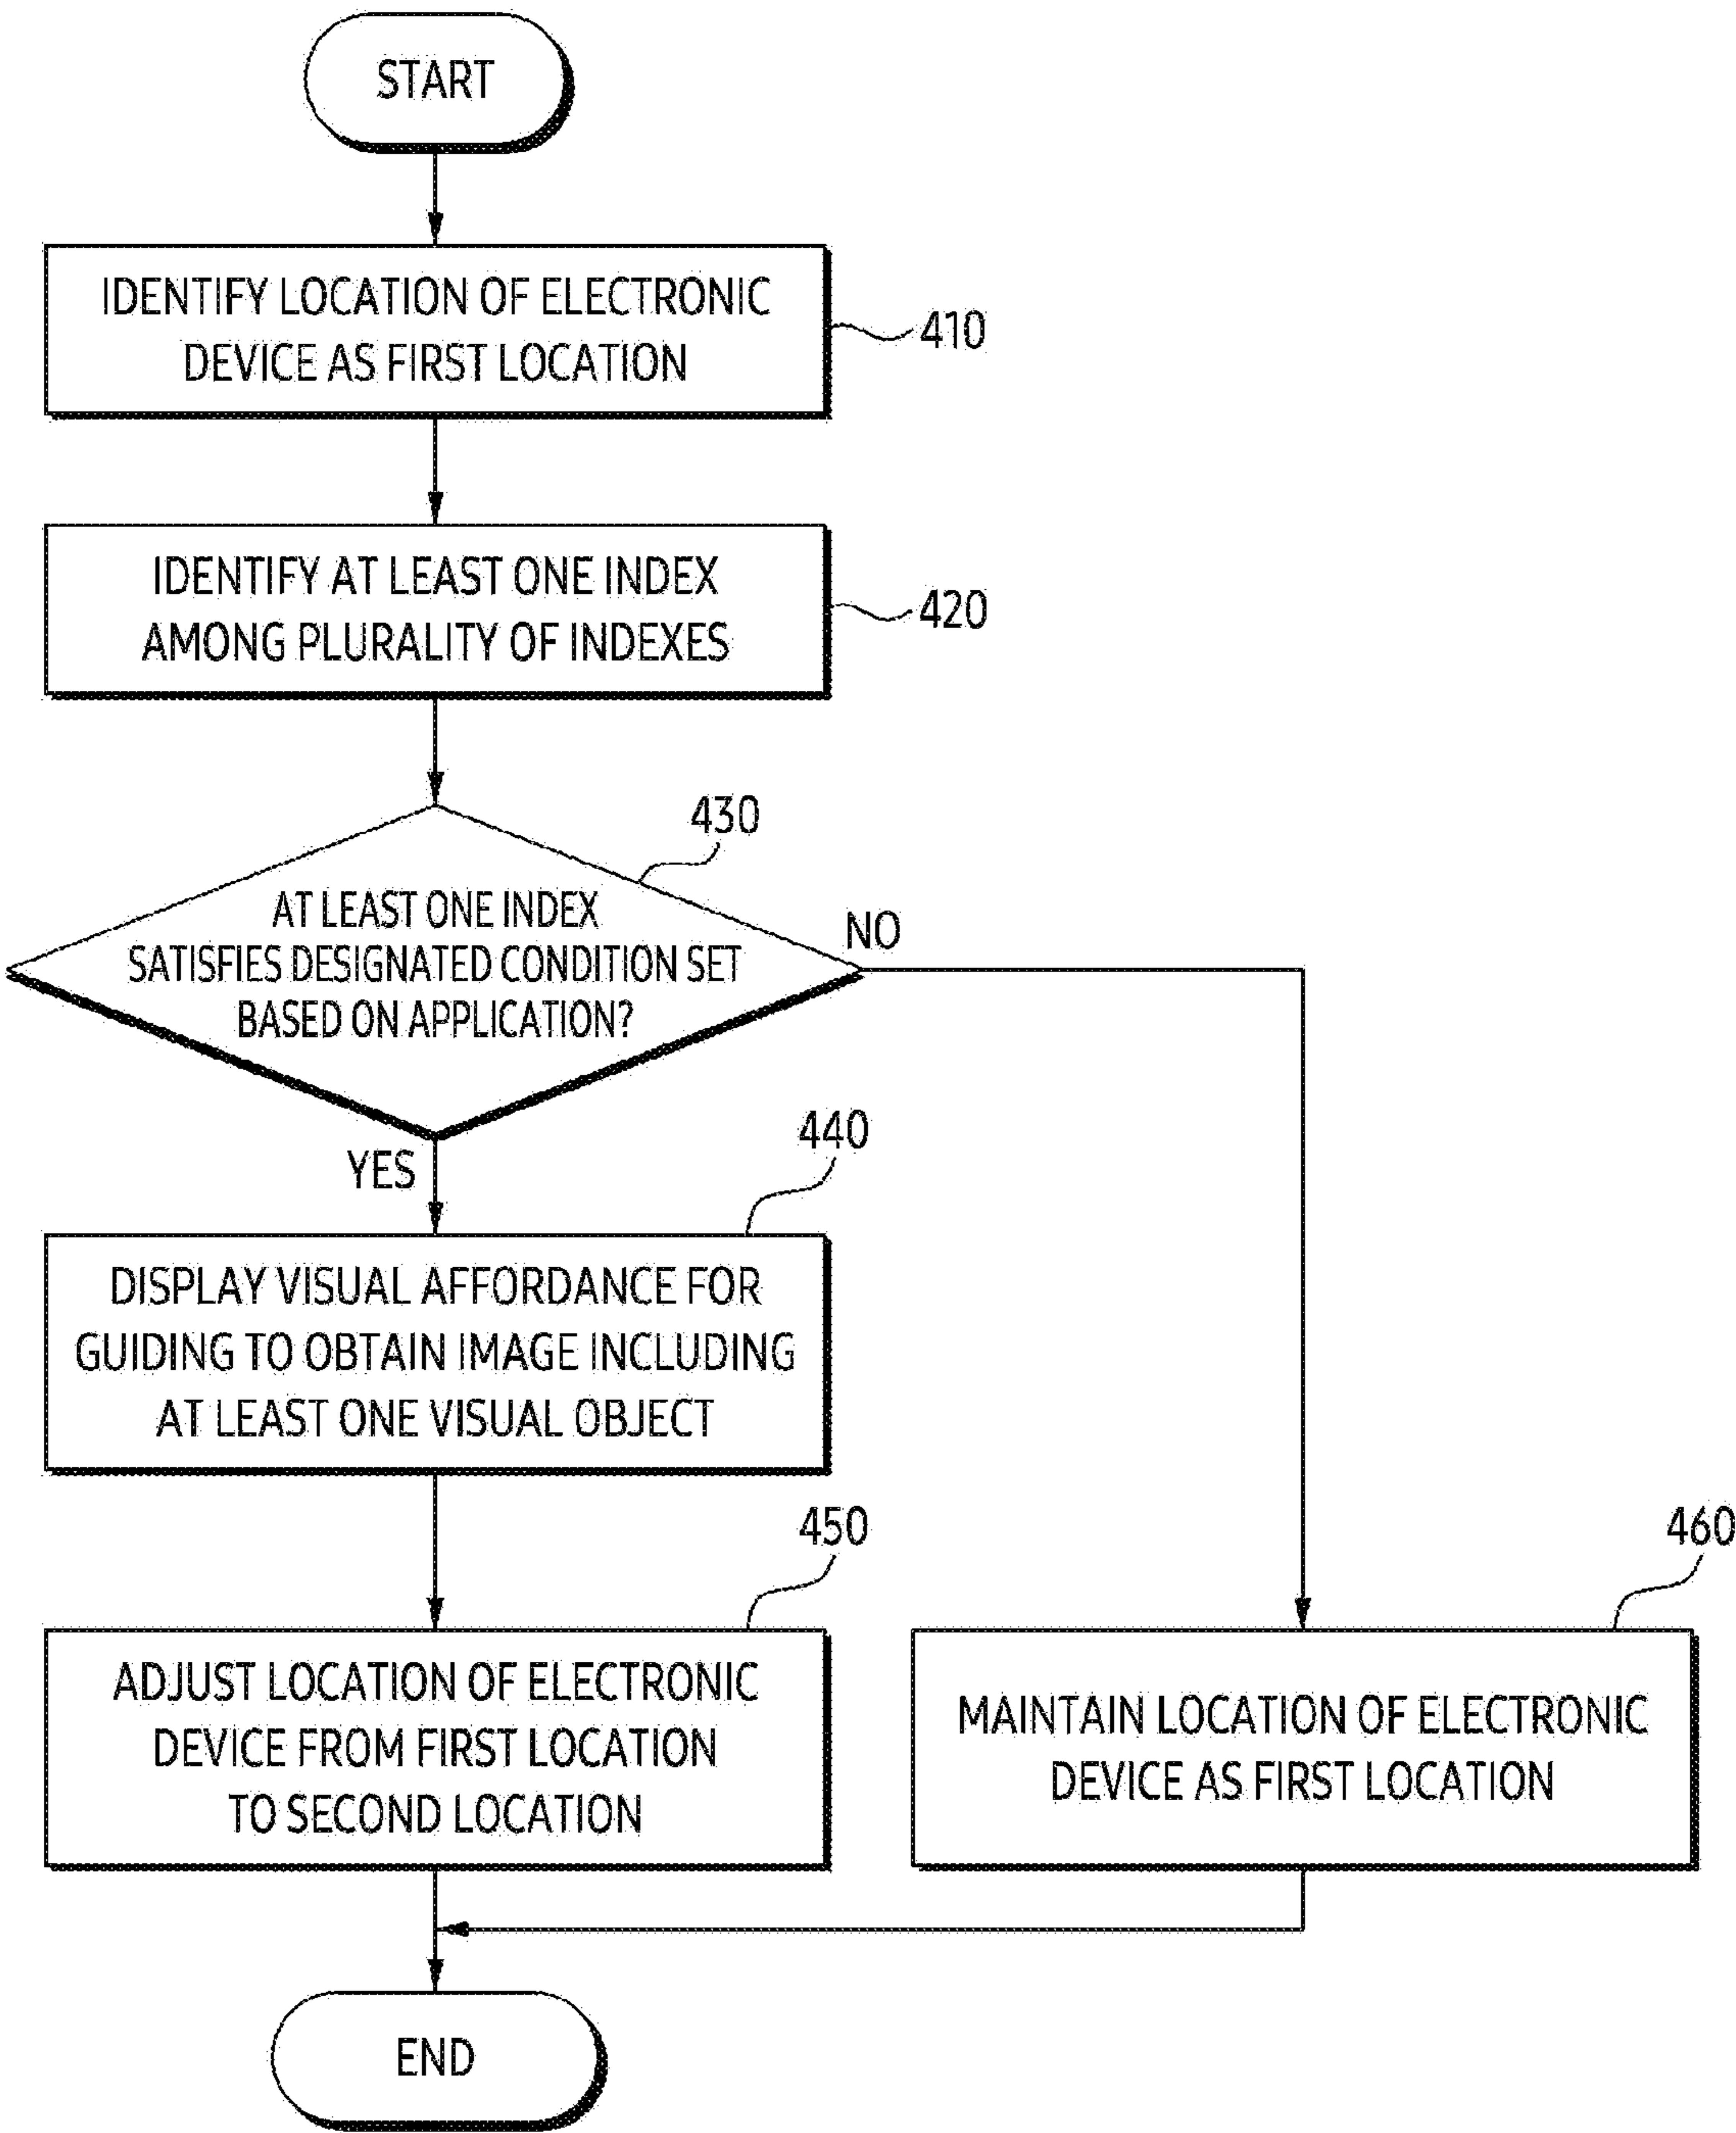 START
IDENTIFY LOCATION OF ELECTRONIC
DEVICE AS FIRST LOCATION
410
IDENTIFY AT LEAST ONE INDEX
AMONG PLURALITY OF INDEXES
420
430
AT LEAST ONE INDEX
SATISFIES DESIGNATED CONDITION SET
BASED ON APPLICATION?
NO
YES
440
DISPLAY VISUAL AFFORDANCE FOR
GUIDING TO OBTAIN IMAGE INCLUDING
AT LEAST ONE VISUAL OBJECT
450
ADJUST LOCATION OF ELECTRONIC
DEVICE FROM FIRST LOCATION
TO SECOND LOCATION
460
MAINTAIN LOCATION OF ELECTRONIC
DEVICE AS FIRST LOCATION
END